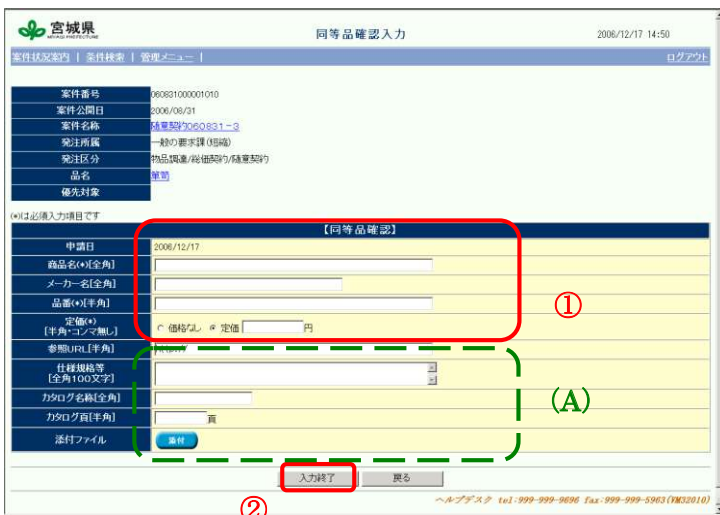 宮城県
MIYAGI PREFECTURE
同等品確認入力
2006/12/17 14:50
案件状況案内 | 条件検索 | 管理メニュー |
ログアウト
案件番号 060831000001010
案件公開日 2006/08/31
案件名称 随意契約060831-3
発注所属 一般の要求課(短縮)
発注区分 物品調達/総価契約/随意契約
品名 箪笥
優先対象
(*)は必須入力項目です
【同等品確認】
申請日 2006/12/17
商品名(*)[全角]
メーカー名[全角]
品番(*)[半角]
①
定価(*)
[半角・コンマ無し]
価格なし 定価 円
参照URL[半角] http://
仕様規格等
[全角100文字]
カタログ名称[全角]
(A)
カタログ頁[半角] 頁
添付ファイル 添付
入力終了 戻る
②
ヘルプデスク tel:999-999-9696 fax:999-999-5963(VM32010)